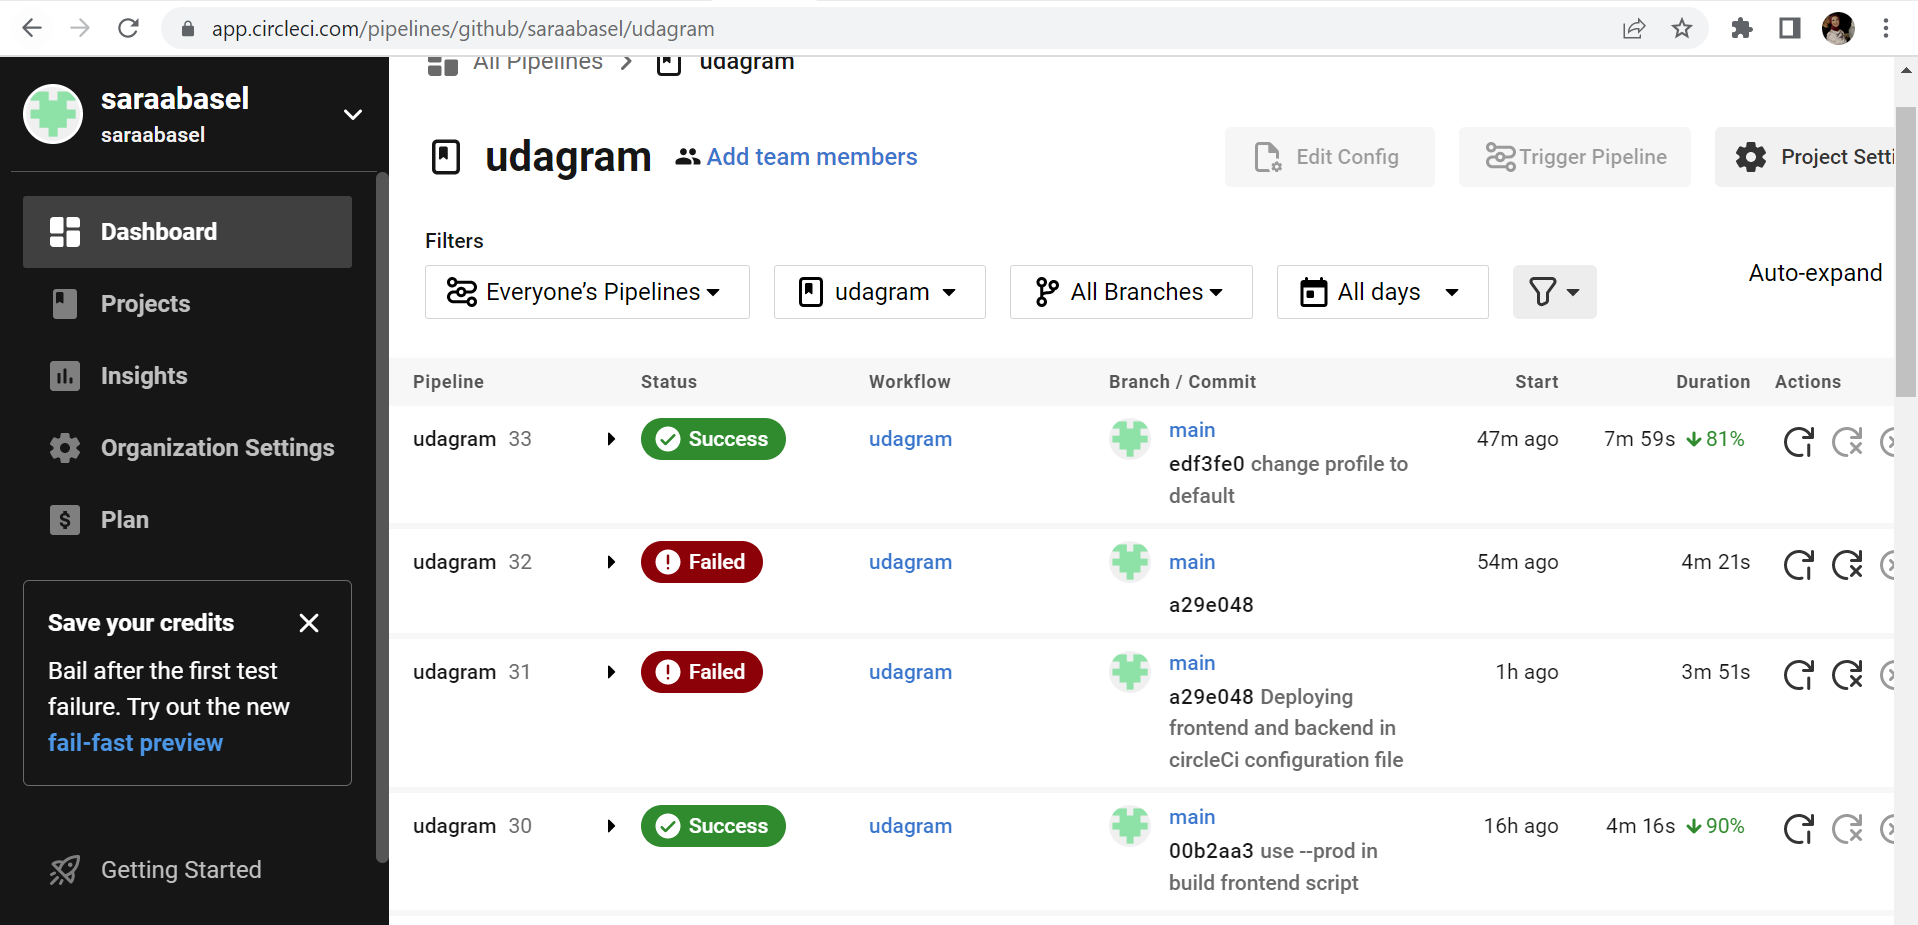 app.circleci.com/pipelines/github/saraabasel/udagram
saraabasel
saraabasel
Dashboard
Projects
Insights
Organization Settings
Plan
Save your credits
Bail after the first test
failure. Try out the new
fail-fast preview
Getting Started
All Pipelines udagram
udagram Add team members
Edit Config
Trigger Pipeline
Project Setti
Filters
Everyone’s Pipelines udagram All Branches All days
Auto-expand
Pipeline Status Workflow Branch / Commit Start Duration Actions
udagram 33 Success udagram main 47m ago 7m 59s 81%
edf3fe0 change profile to
default
udagram 32 Failed udagram main 54m ago 4m 21s
a29e048
udagram 31 Failed udagram main 1h ago 3m 51s
a29e048 Deploying
frontend and backend in
circleCi configuration file
udagram 30 Success udagram main 16h ago 4m 16s 90%
00b2aa3 use --prod in
build frontend script